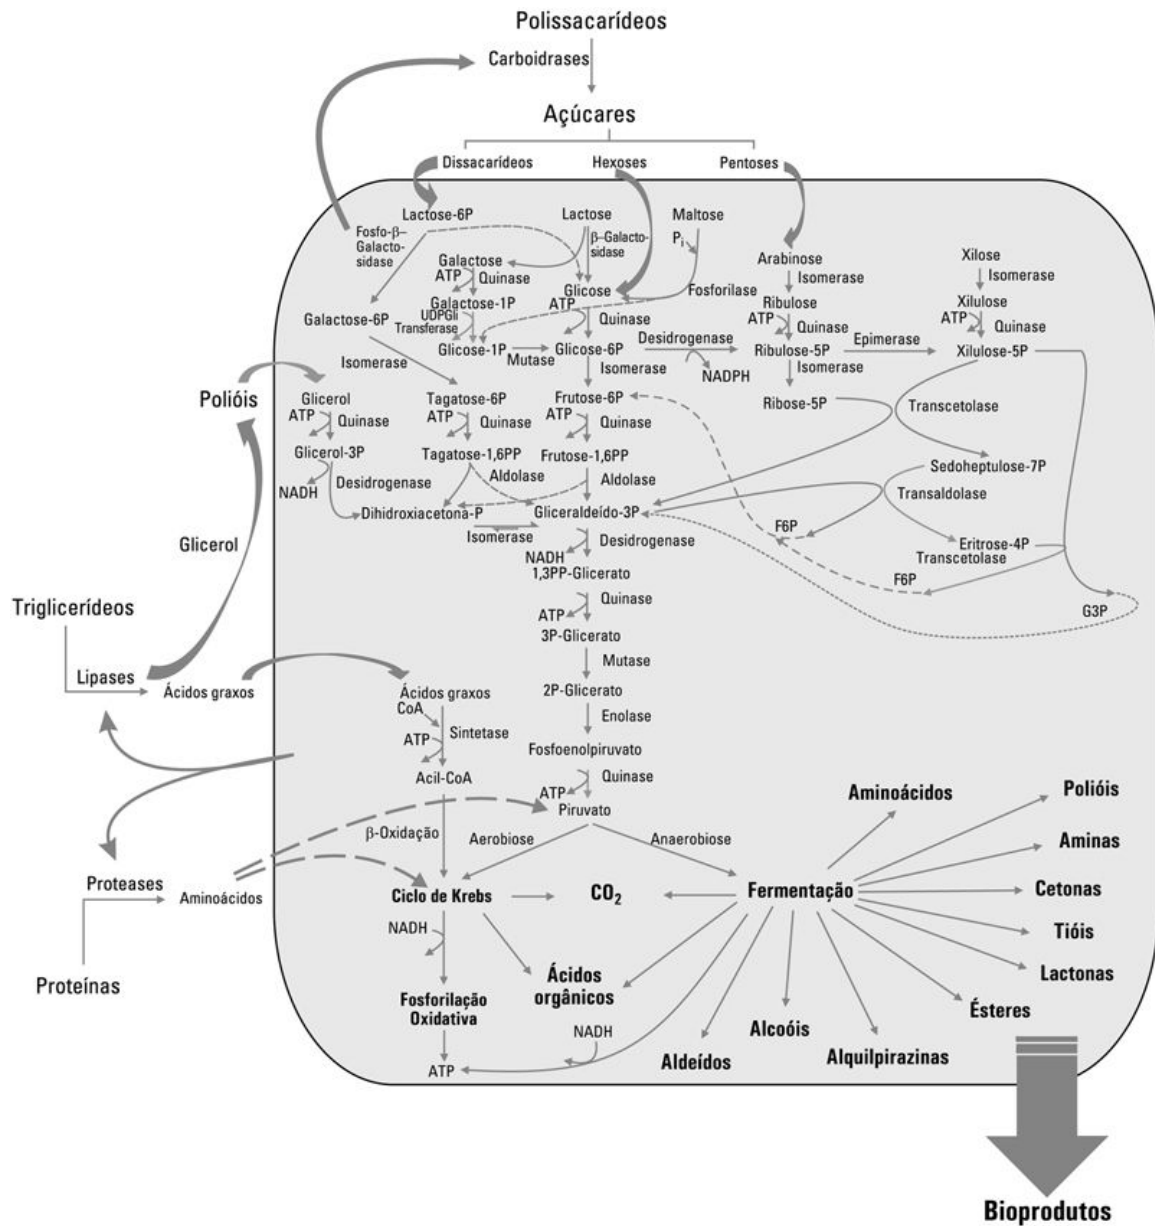 Polissacarídeos
Carboidrases
Açúcares
Dissacarídeos
Hexoses
Pentoses
Lactose-6P
Lactose
Maltose
Fosfo-β-
Galacto-
sidase
β-Galacto-
sidase
Pi
Galactose
ATP
Quinase
Arabinose
Isomerase
Xilose
Isomerase
Galactose-1P
Glicose
ATP
Fosforilase
Ribulose
Xilulose
Galactose-6P
UDPGli
Transferase
Quinase
ATP
Quinase
ATP
Quinase
Glicose-1P
Mutase
Glicose-6P
Desidrogenase
NADPH
Ribulose-5P
Epimerase
Xilulose-5P
Isomerase
Isomerase
Isomerase
Polióis
Glicerol
Tagatose-6P
Frutose-6P
Ribose-5P
Transcetolase
ATP
Quinase
ATP
Quinase
ATP
Quinase
Glicerol-3P
Tagatose-1,6PP
Frutose-1,6PP
Sedoheptulose-7P
NADH
Desidrogenase
Aldolase
Aldolase
Transaldolase
Dihidroxiacetona-P
Gliceraldeído-3P
Isomerase
Desidrogenase
F6P
Eritrose-4P
Transcetolase
Glicerol
NADH
1,3PP-Glicerato
F6P
G3P
Quinase
ATP
Triglicerídeos
3P-Glicerato
Mutase
Lipases
Ácidos graxos
Ácidos graxos
2P-Glicerato
CoA
Sintetase
Enolase
ATP
Fosfoenolpiruvato
Acil-CoA
Quinase
ATP
Piruvato
Aminoácidos
Polióis
β-Oxidação
Aerobiose
Anaerobiose
Aminas
Proteases
Aminoácidos
Ciclo de Krebs
CO2
Fermentação
Cetonas
NADH
Tióis
Proteínas
Ácidos
orgânicos
Lactonas
Fosforilação
Oxidativa
Ésteres
NADH
Alcoóis
Aldeídos
Alquilpirazinas
ATP
Bioprodutos